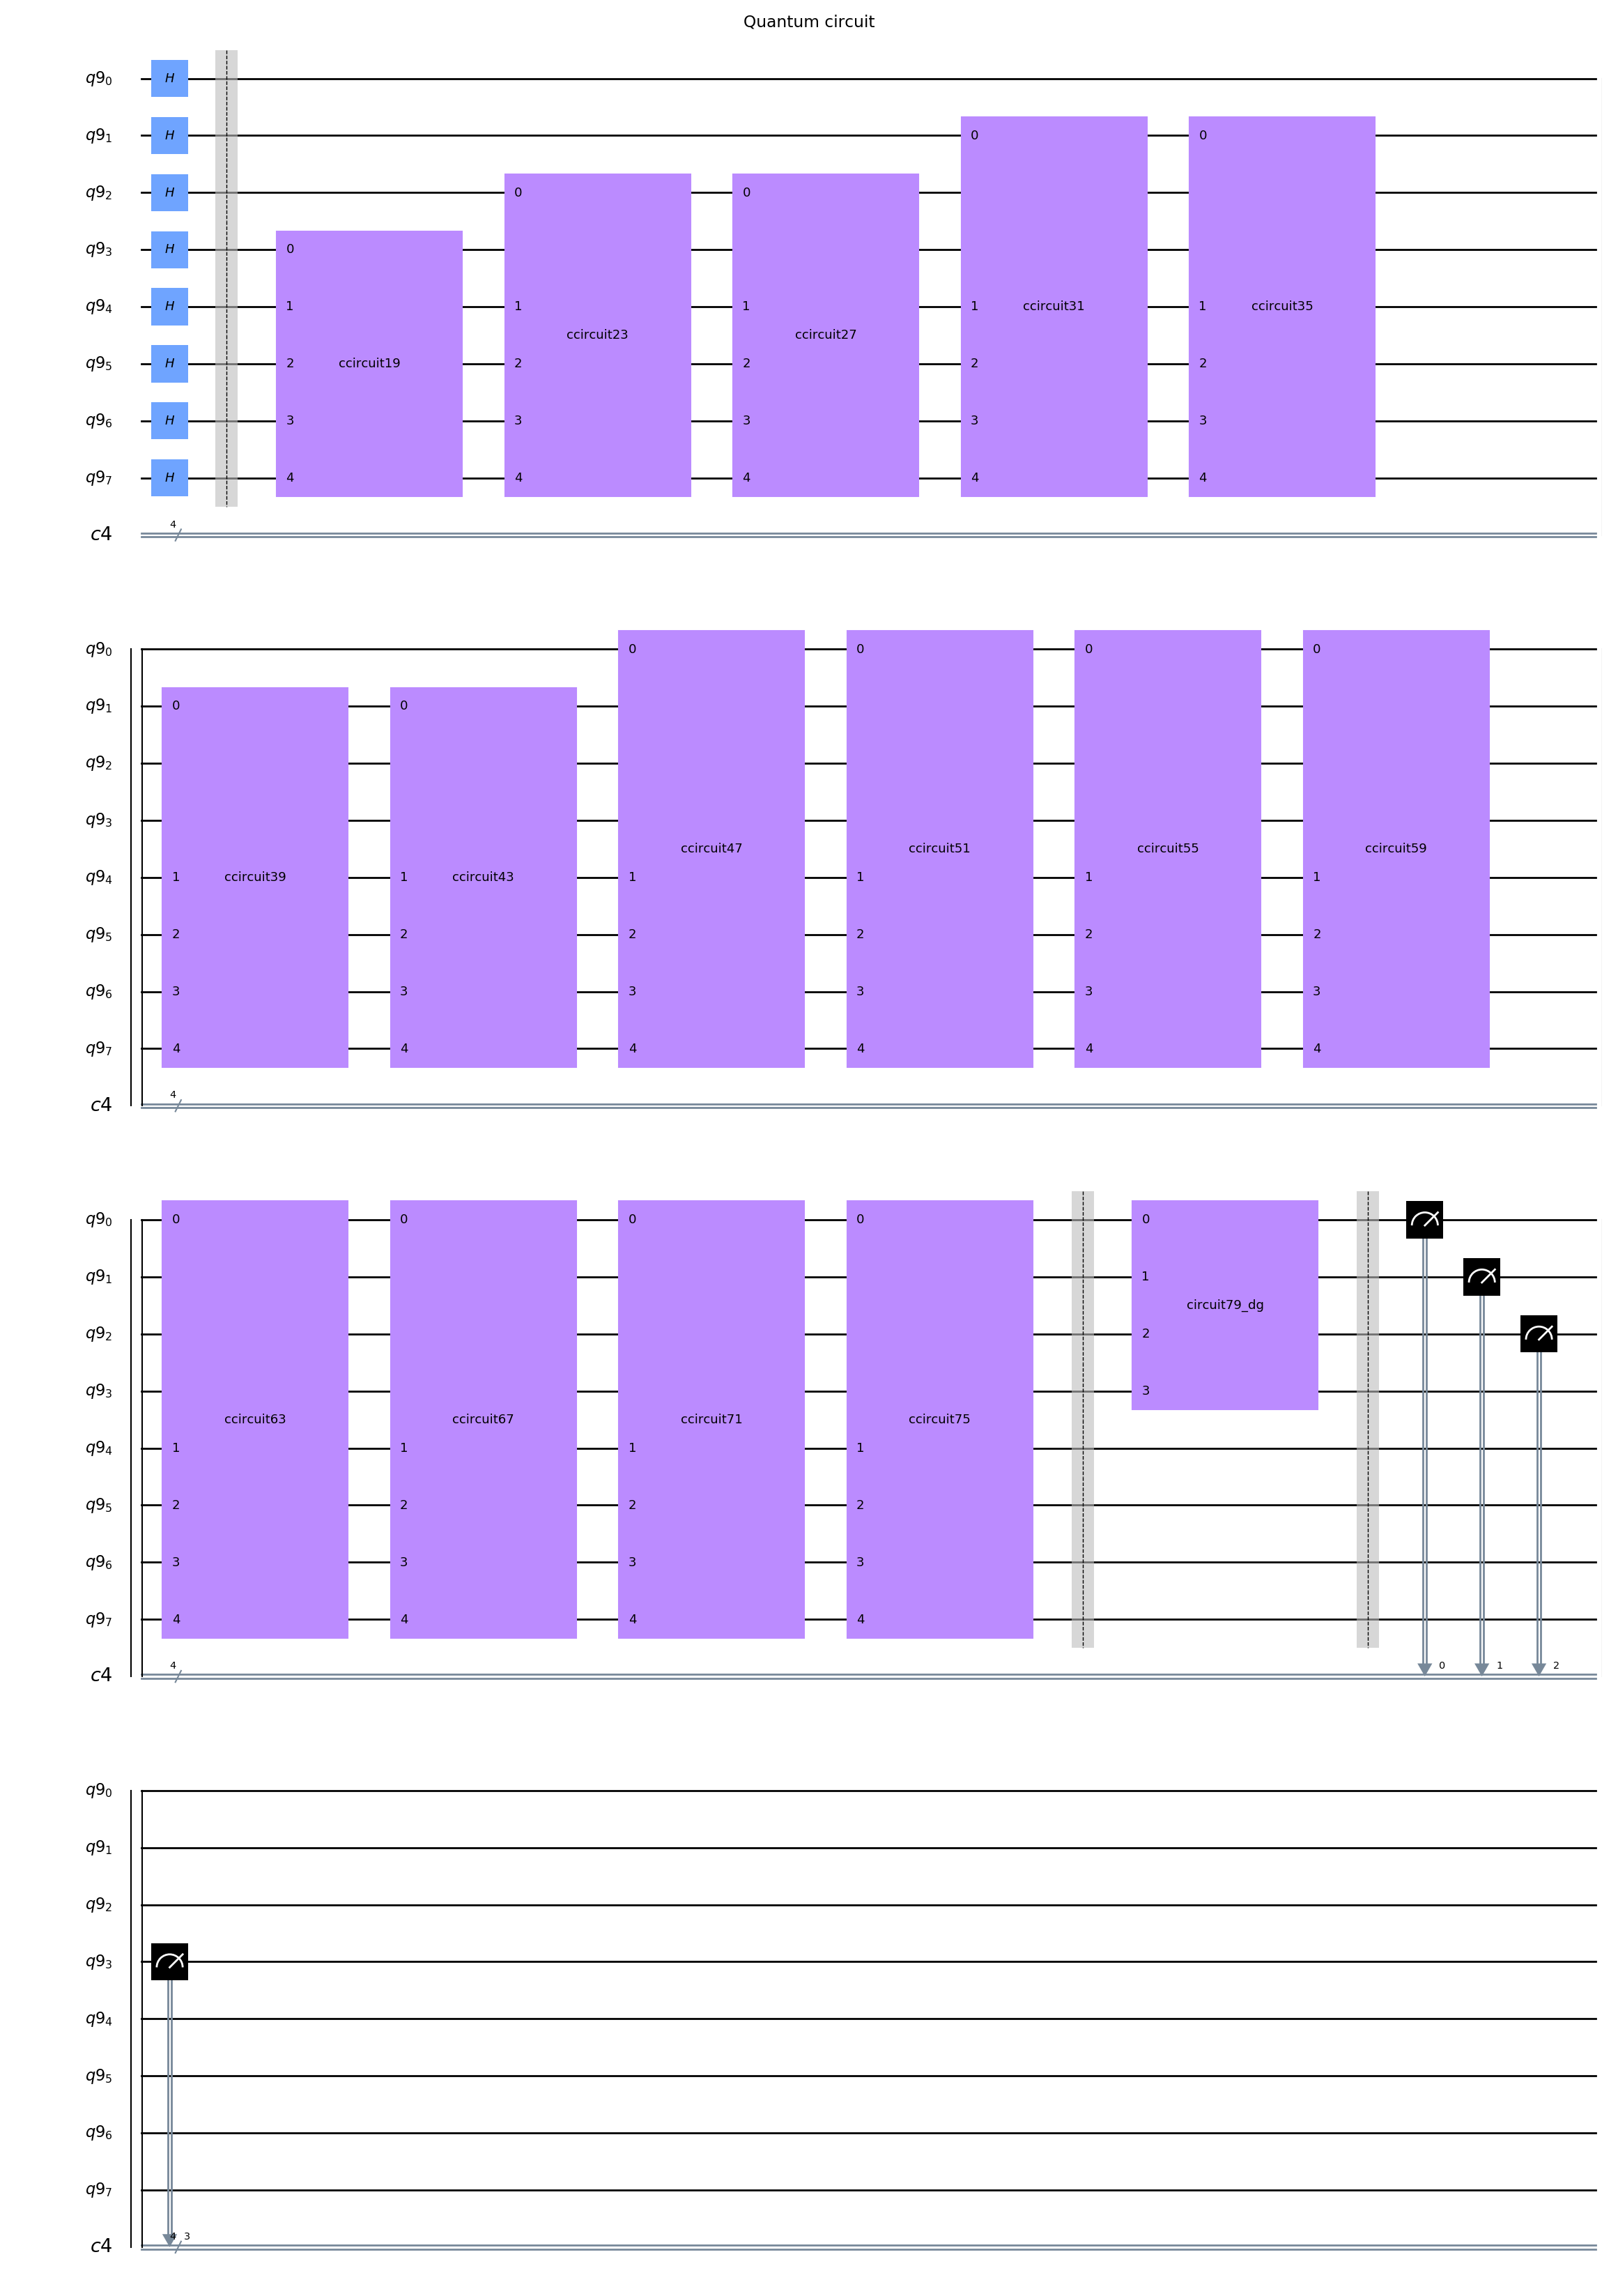 Quantum circuit
q9₀ H
q9₁ H 0 0
q9₂ H 0 0
q9₃ H 0
q9₄ H 1 1 1 1 ccircuit31 1 ccircuit35
ccircuit23 ccircuit27
q9₅ H 2 ccircuit19 2 2 2 2
q9₆ H 3 3 3 3 3
q9₇ H 4 4 4 4 4
4
c4
q9₀ 0 0 0 0
q9₁ 0 0
q9₂
q9₃
ccircuit47 ccircuit51 ccircuit55 ccircuit59
q9₄ 1 ccircuit39 1 ccircuit43 1 1 1 1
q9₅ 2 2 2 2 2 2
q9₆ 3 3 3 3 3 3
q9₇ 4 4 4 4 4 4
4
c4
q9₀ 0 0 0 0 0
q9₁ 1
circuit79_dg
q9₂ 2
q9₃ 3
ccircuit63 ccircuit67 ccircuit71 ccircuit75
q9₄ 1 1 1 1
q9₅ 2 2 2 2
q9₆ 3 3 3 3
q9₇ 4 4 4 4
4 0 1 2
c4
q9₀
q9₁
q9₂
q9₃
q9₄
q9₅
q9₆
q9₇
4 3
c4